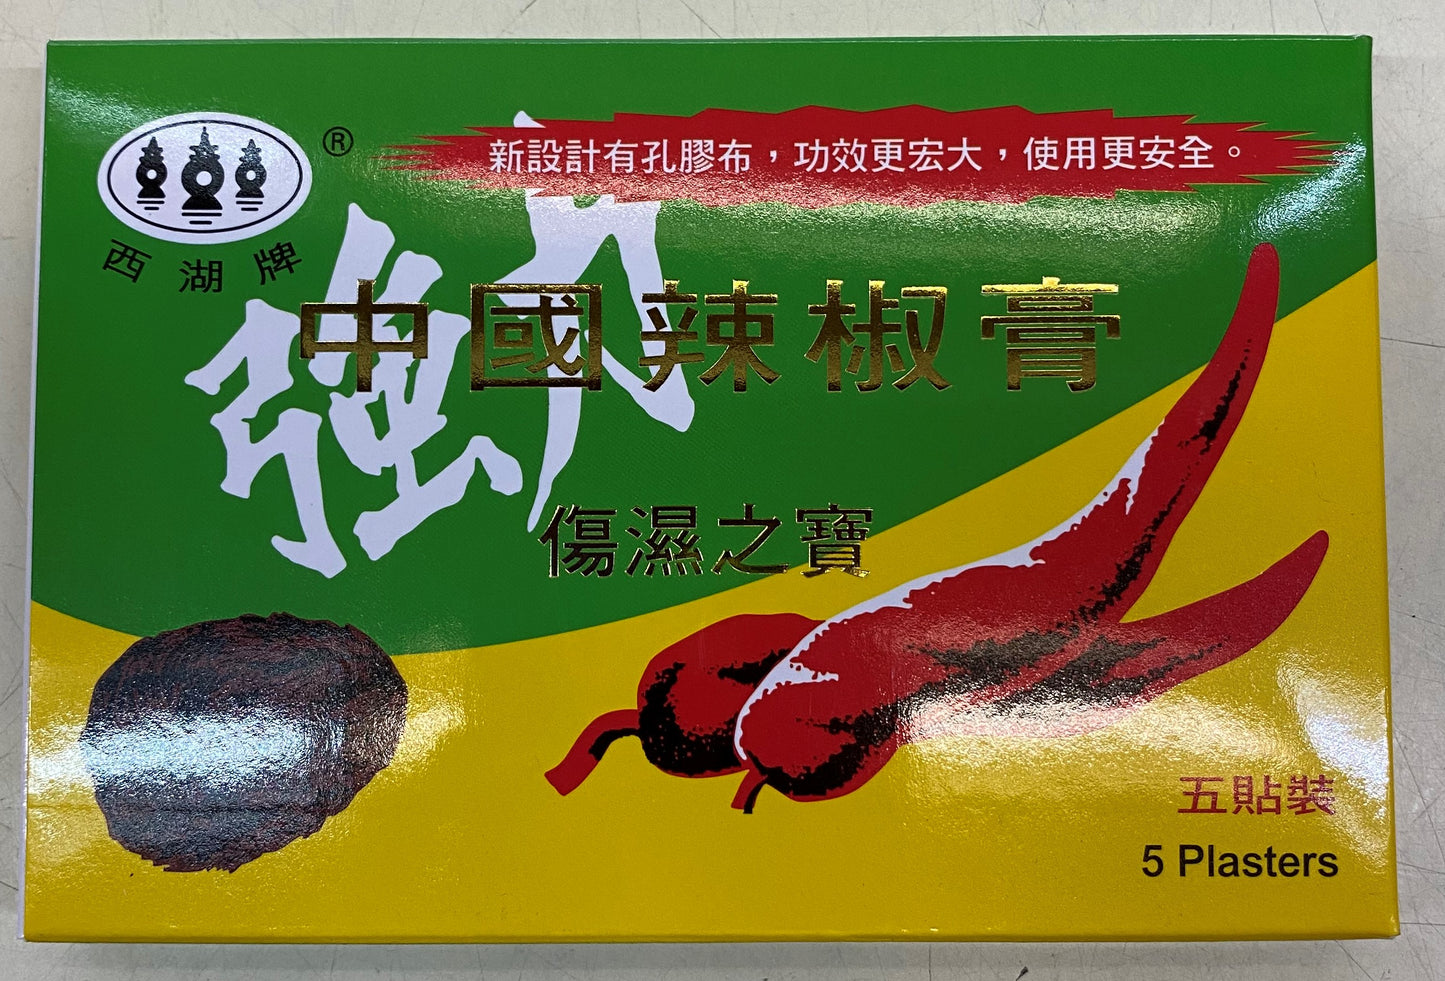 ®
新設計有孔膠布，功效更宏大，使用更安全。
西湖牌
強力
中國辣椒膏
傷濕之寶
五貼裝
5 Plasters